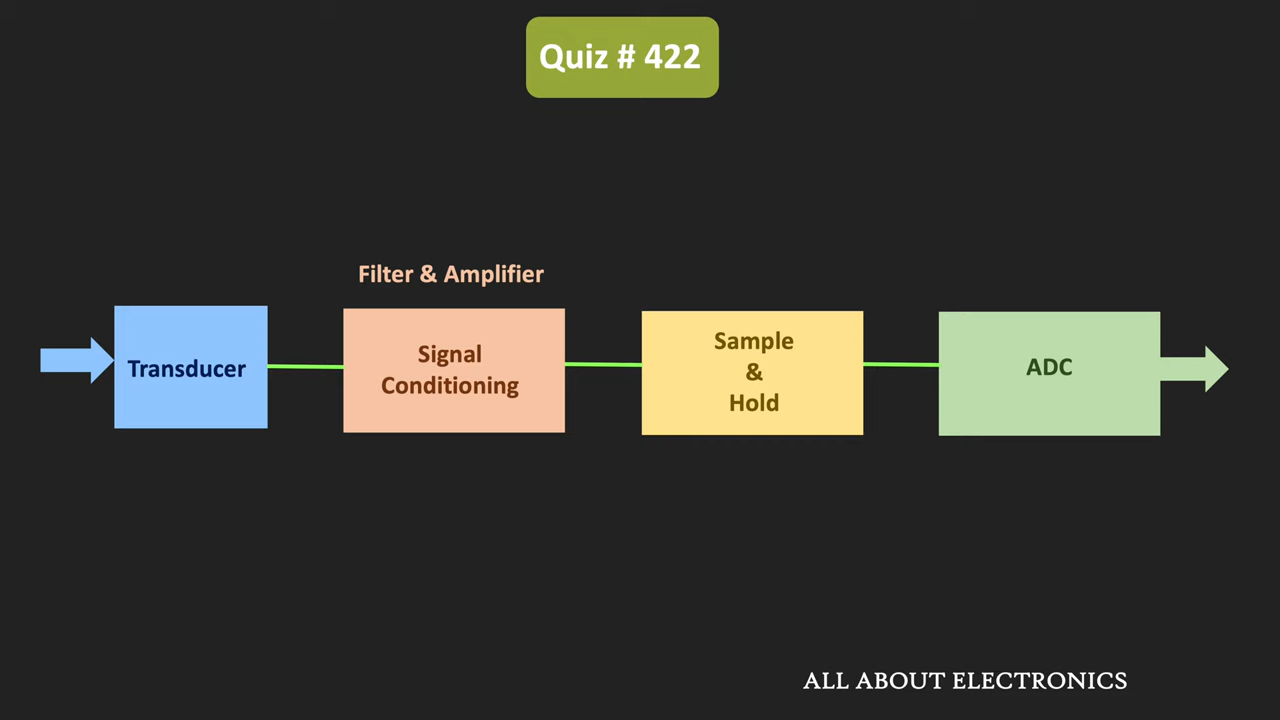 Quiz # 422
Filter & Amplifier
Transducer
Signal
Conditioning
Sample
&
Hold
ADC
ALL ABOUT ELECTRONICS